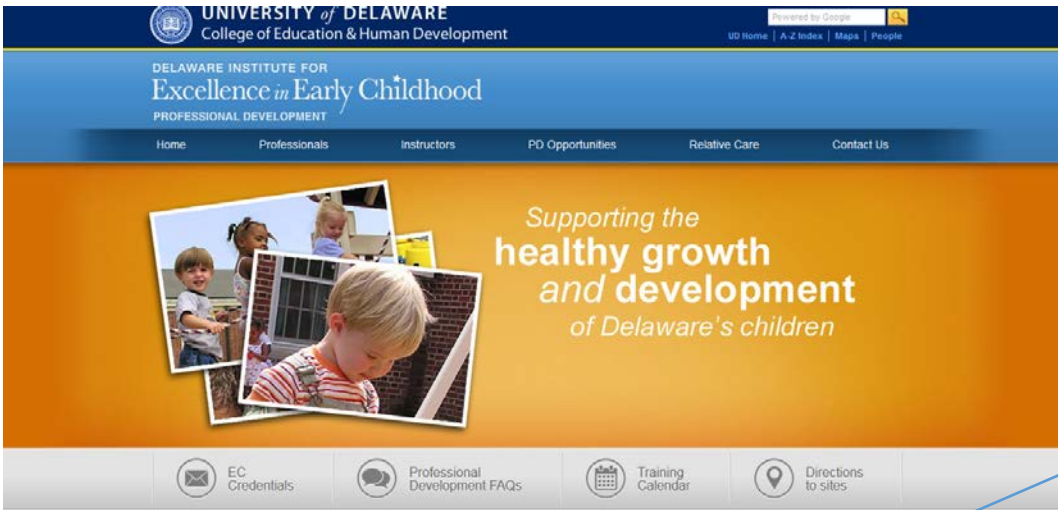 UNIVERSITY of DELAWARE
College of Education & Human Development
Powered by Google
UD Home | A-Z Index | Maps | People
DELAWARE INSTITUTE FOR
Excellence in Early Childhood
PROFESSIONAL DEVELOPMENT
Home Professionals Instructors PD Opportunities Relative Care Contact Us
Supporting the
healthy growth
and development
of Delaware's children
EC
Credentials
Professional
Development FAQs
Training
Calendar
Directions
to sites